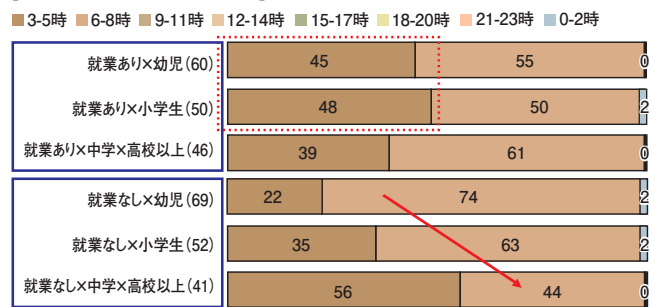 ■3-5時 ■6-8時 ■9-11時 ■12-14時 ■15-17時 ■18-20時 ■21-23時 ■0-2時
就業あり×幼児(60) 45 55 0
就業あり×小学生(50) 48 50 2
就業あり×中学×高校以上(46) 39 61 0
就業なし×幼児(69) 22 74 2
就業なし×小学生(52) 35 63 2
就業なし×中学×高校以上(41) 56 44 0